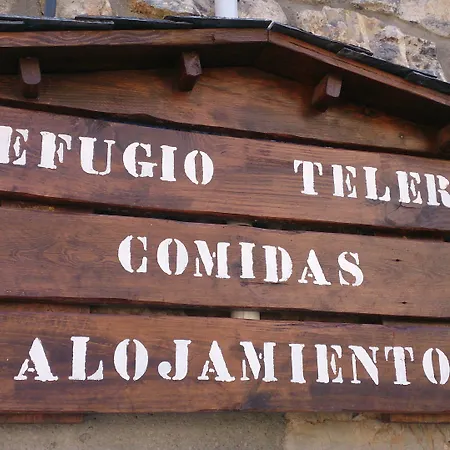 EFUGIO TELER
COMIDAS
ALOJAMIENTO